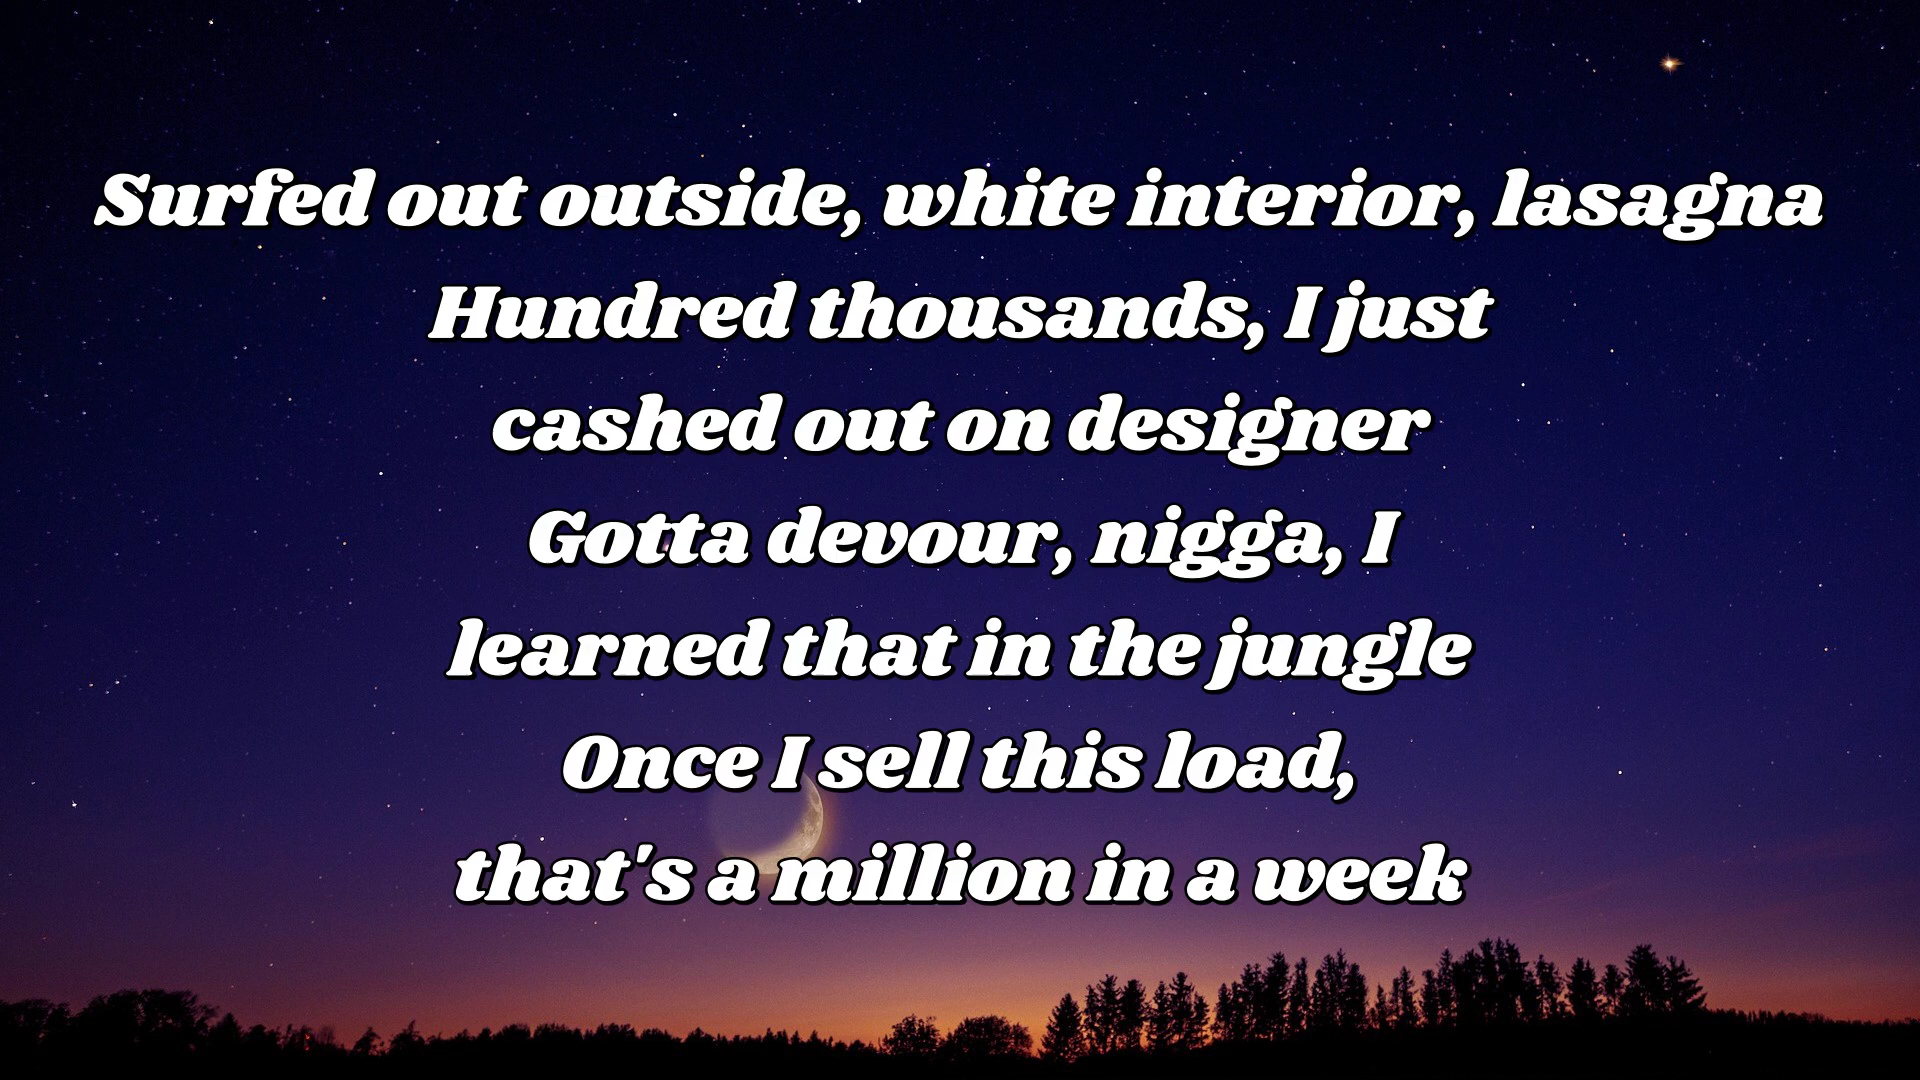 Surfed out outside, white interior, lasagna
Hundred thousands, I just
cashed out on designer
Gotta devour, nigga, I
learned that in the jungle
Once I sell this load,
that's a million in a week